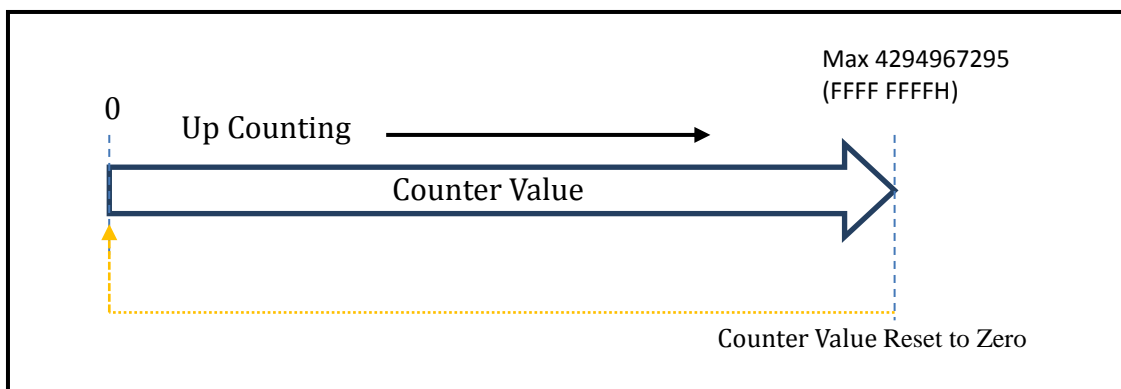 Max 4294967295
(FFFF FFFFH)
0
Up Counting
Counter Value
Counter Value Reset to Zero